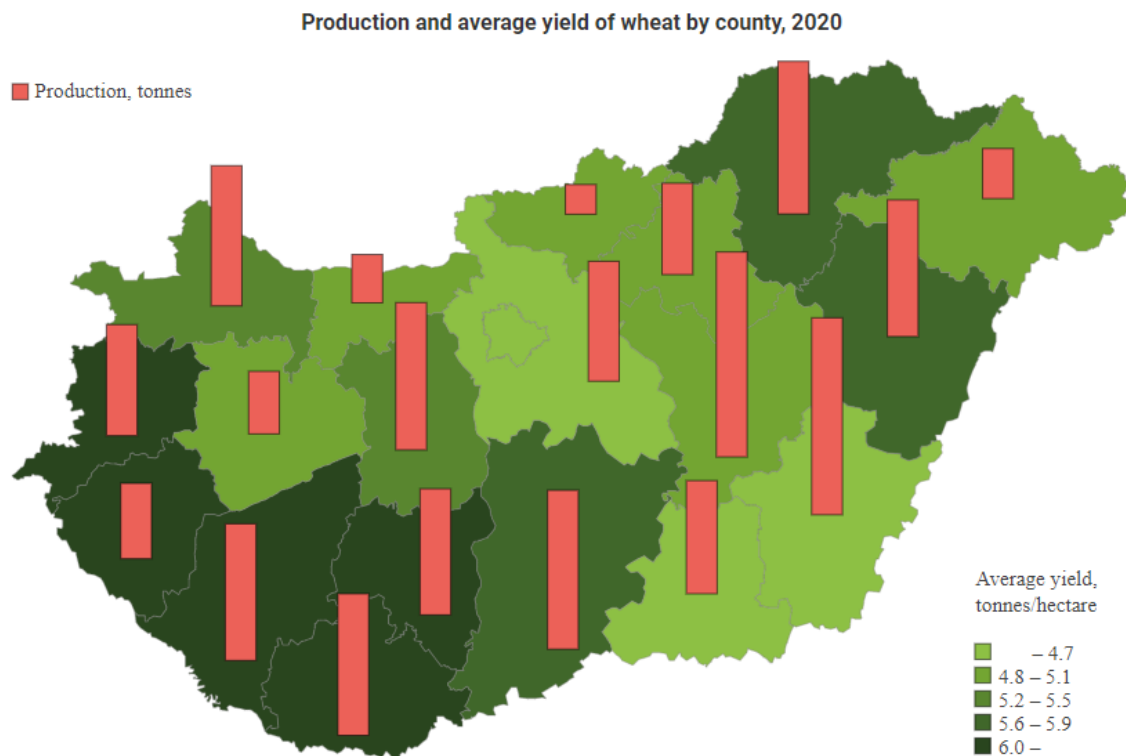 Production and average yield of wheat by county, 2020
Production, tonnes
Average yield,
tonnes/hectare
– 4.7
4.8 – 5.1
5.2 – 5.5
5.6 – 5.9
6.0 –